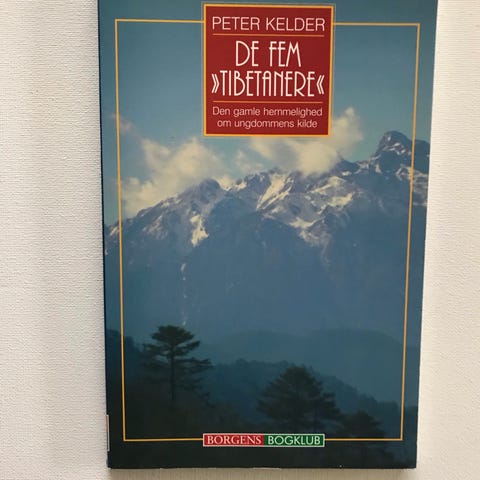 PETER KELDER
DE FEM
»TIBETANERE«
Den gamle hemmelighed
om ungdommens kilde
BORGENS BOGKLUB